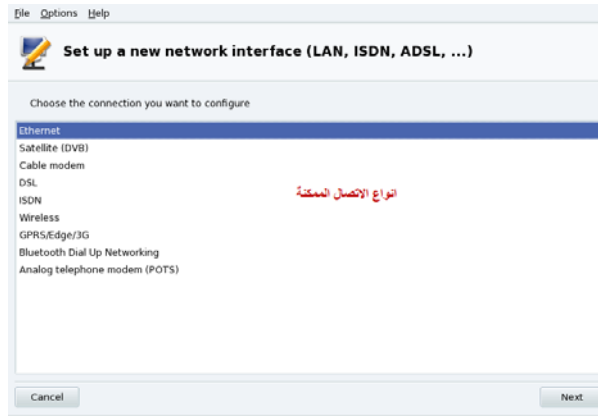 File Options Help
Set up a new network interface (LAN, ISDN, ADSL, ...)
Choose the connection you want to configure
Ethernet
Satellite (DVB)
Cable modem
DSL
انواع الاتصال الممكنة
ISDN
Wireless
GPRS/Edge/3G
Bluetooth Dial Up Networking
Analog telephone modem (POTS)
Cancel Next